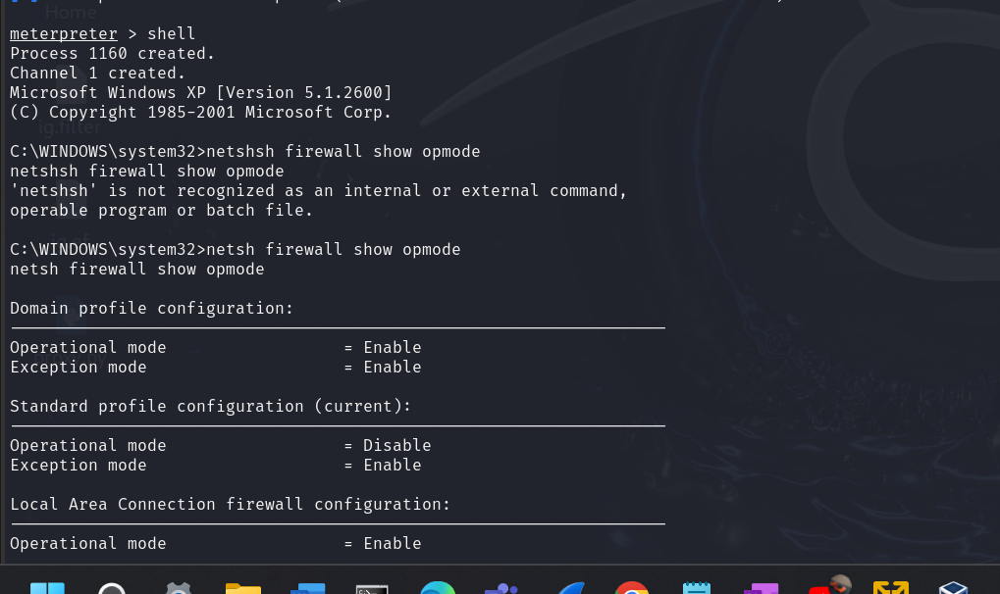 Home
meterpreter > shell
Process 1160 created.
Channel 1 created.
Microsoft Windows XP [Version 5.1.2600]
(C) Copyright 1985-2001 Microsoft Corp.
C:\WINDOWS\system32>netshsh firewall show opmode
netshsh firewall show opmode
'netshsh' is not recognized as an internal or external command,
operable program or batch file.
C:\WINDOWS\system32>netsh firewall show opmode
netsh firewall show opmode
Domain profile configuration:
Operational mode = Enable
Exception mode = Enable
Standard profile configuration (current):
Operational mode = Disable
Exception mode = Enable
Local Area Connection firewall configuration:
Operational mode = Enable